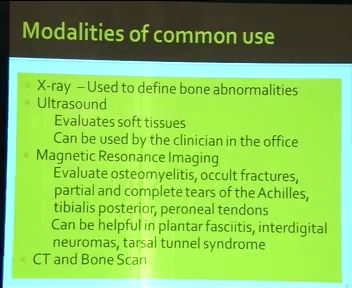 Modalities of common use
X-ray – Used to define bone abnormalities
Ultrasound
Evaluates soft tissues
Can be used by the clinician in the office
Magnetic Resonance Imaging
Evaluate osteomyelitis, occult fractures,
partial and complete tears of the Achilles,
tibialis posterior, peroneal tendons
Can be helpful in plantar fasciitis, interdigital
neuromas, tarsal tunnel syndrome
CT and Bone Scan